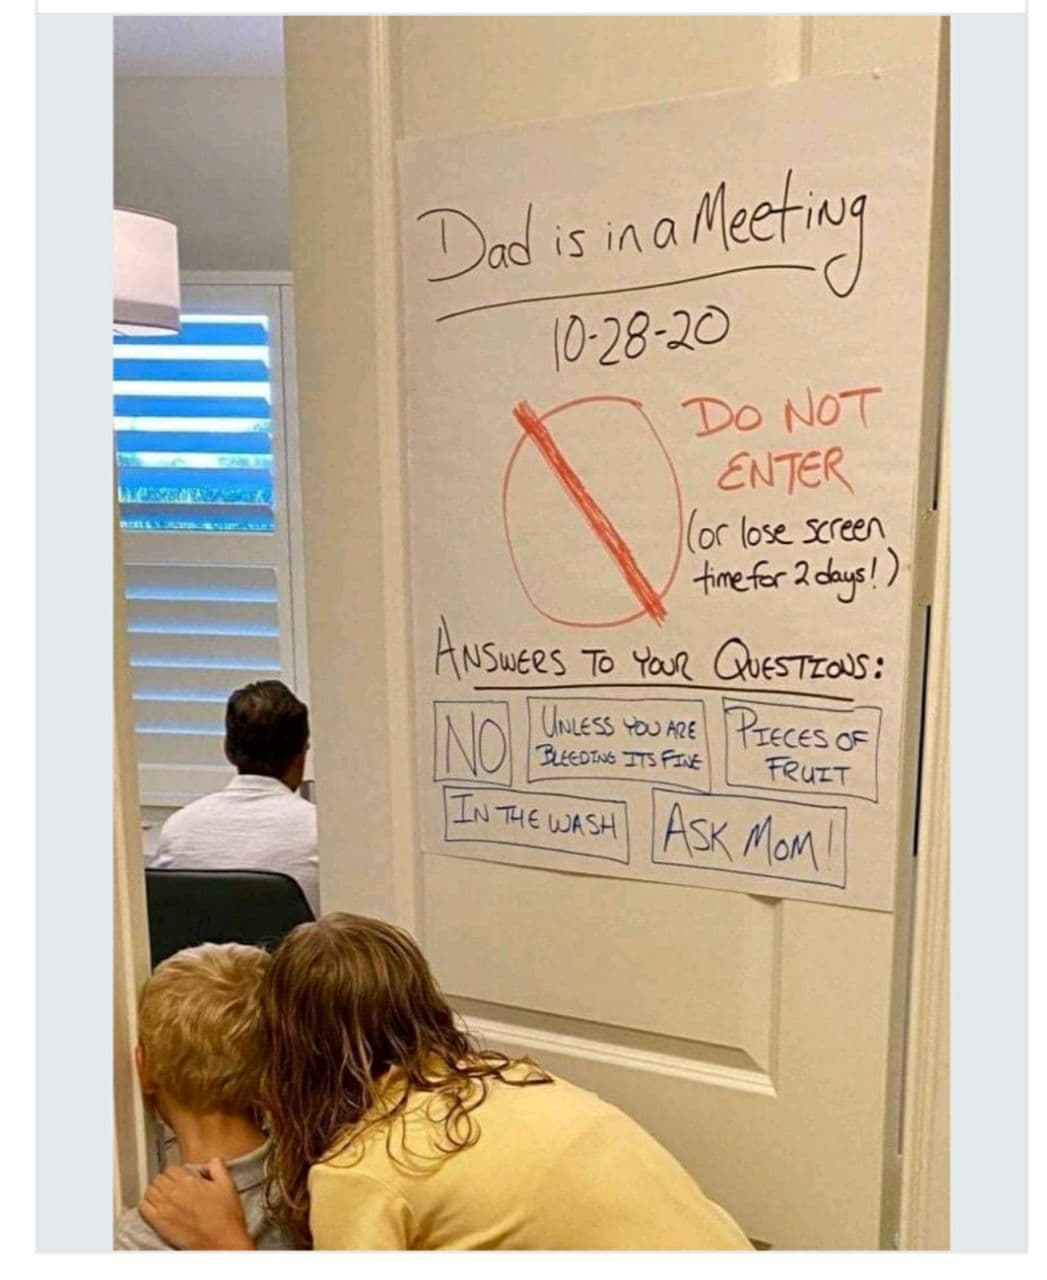 Dad is in a Meeting
10-28-20
DO NOT
ENTER
(or lose screen
time for 2 days!)
ANSWERS TO YOUR QUESTIONS:
NO
UNLESS YOU ARE
BLEEDING ITS FINE
PIECES OF
FRUIT
IN THE WASH
ASK MOM!